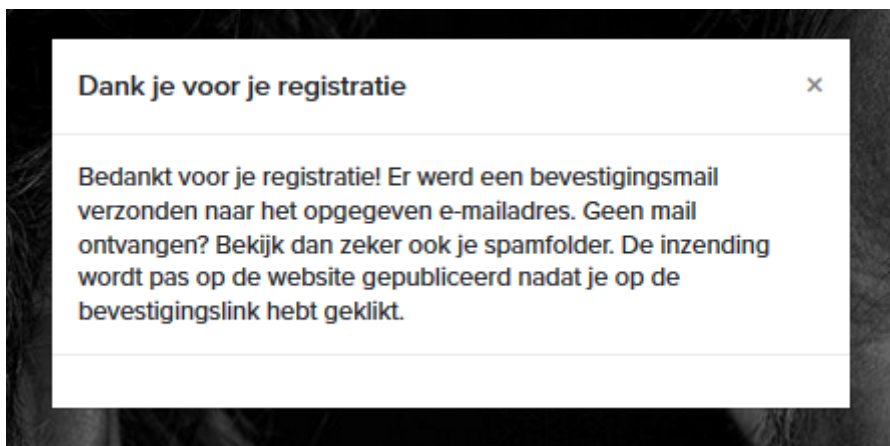 Dank je voor je registratie
×
Bedankt voor je registratie! Er werd een bevestigingsmail
verzonden naar het opgegeven e-mailadres. Geen mail
ontvangen? Bekijk dan zeker ook je spamfolder. De inzending
wordt pas op de website gepubliceerd nadat je op de
bevestigingslink hebt geklikt.